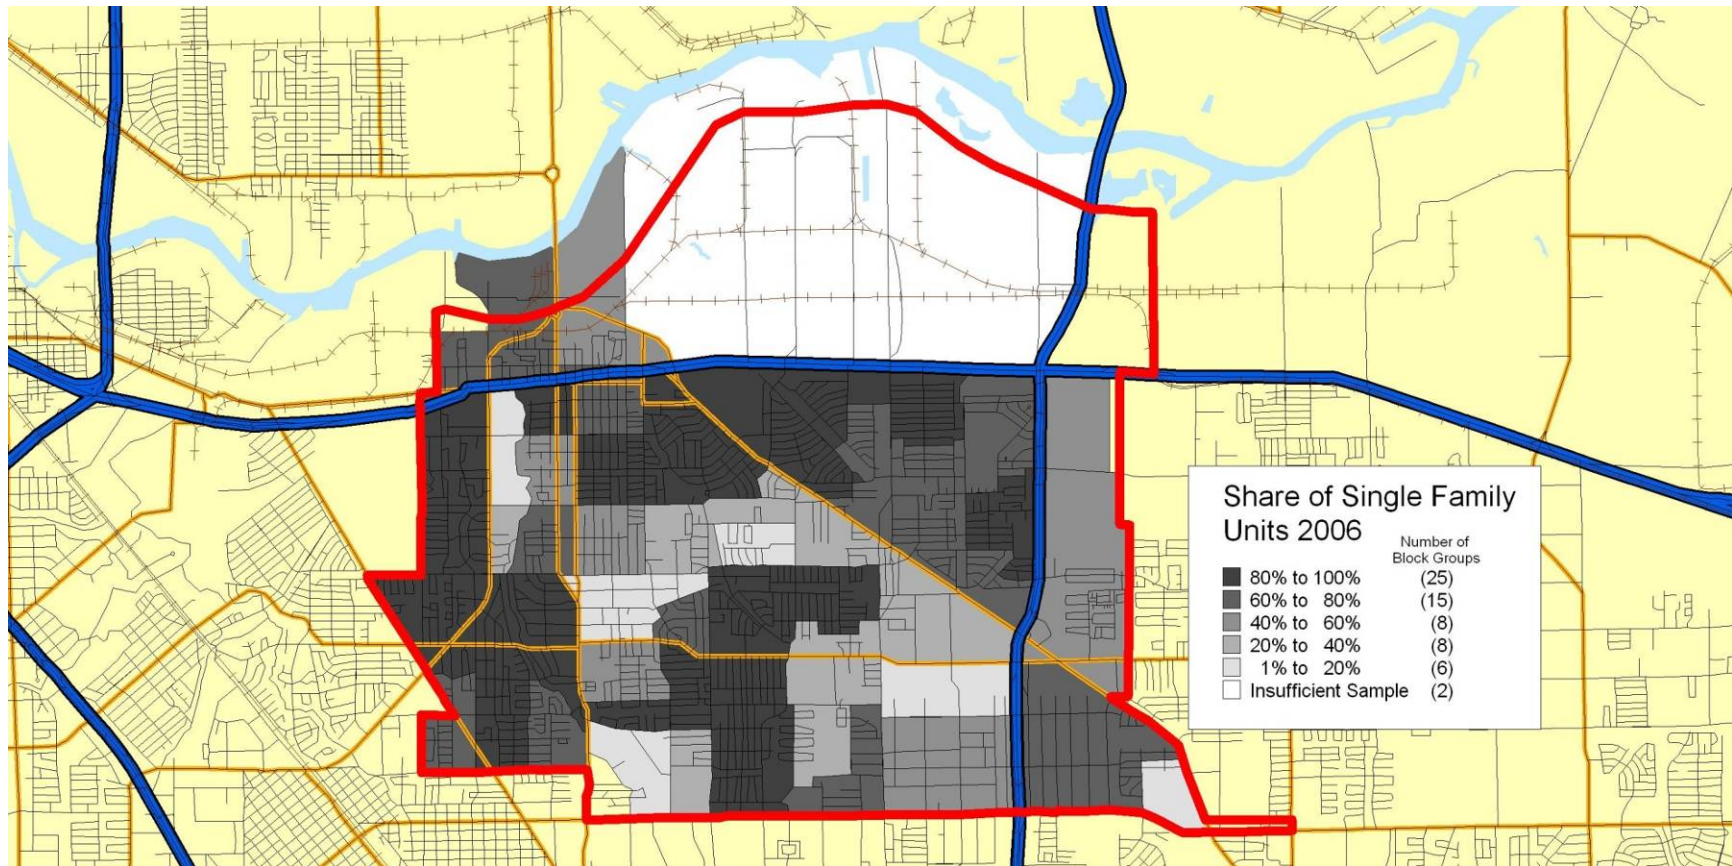 Share of Single Family
Units 2006
Number of
Block Groups
80% to 100% (25)
60% to 80% (15)
40% to 60% (8)
20% to 40% (8)
1% to 20% (6)
Insufficient Sample (2)